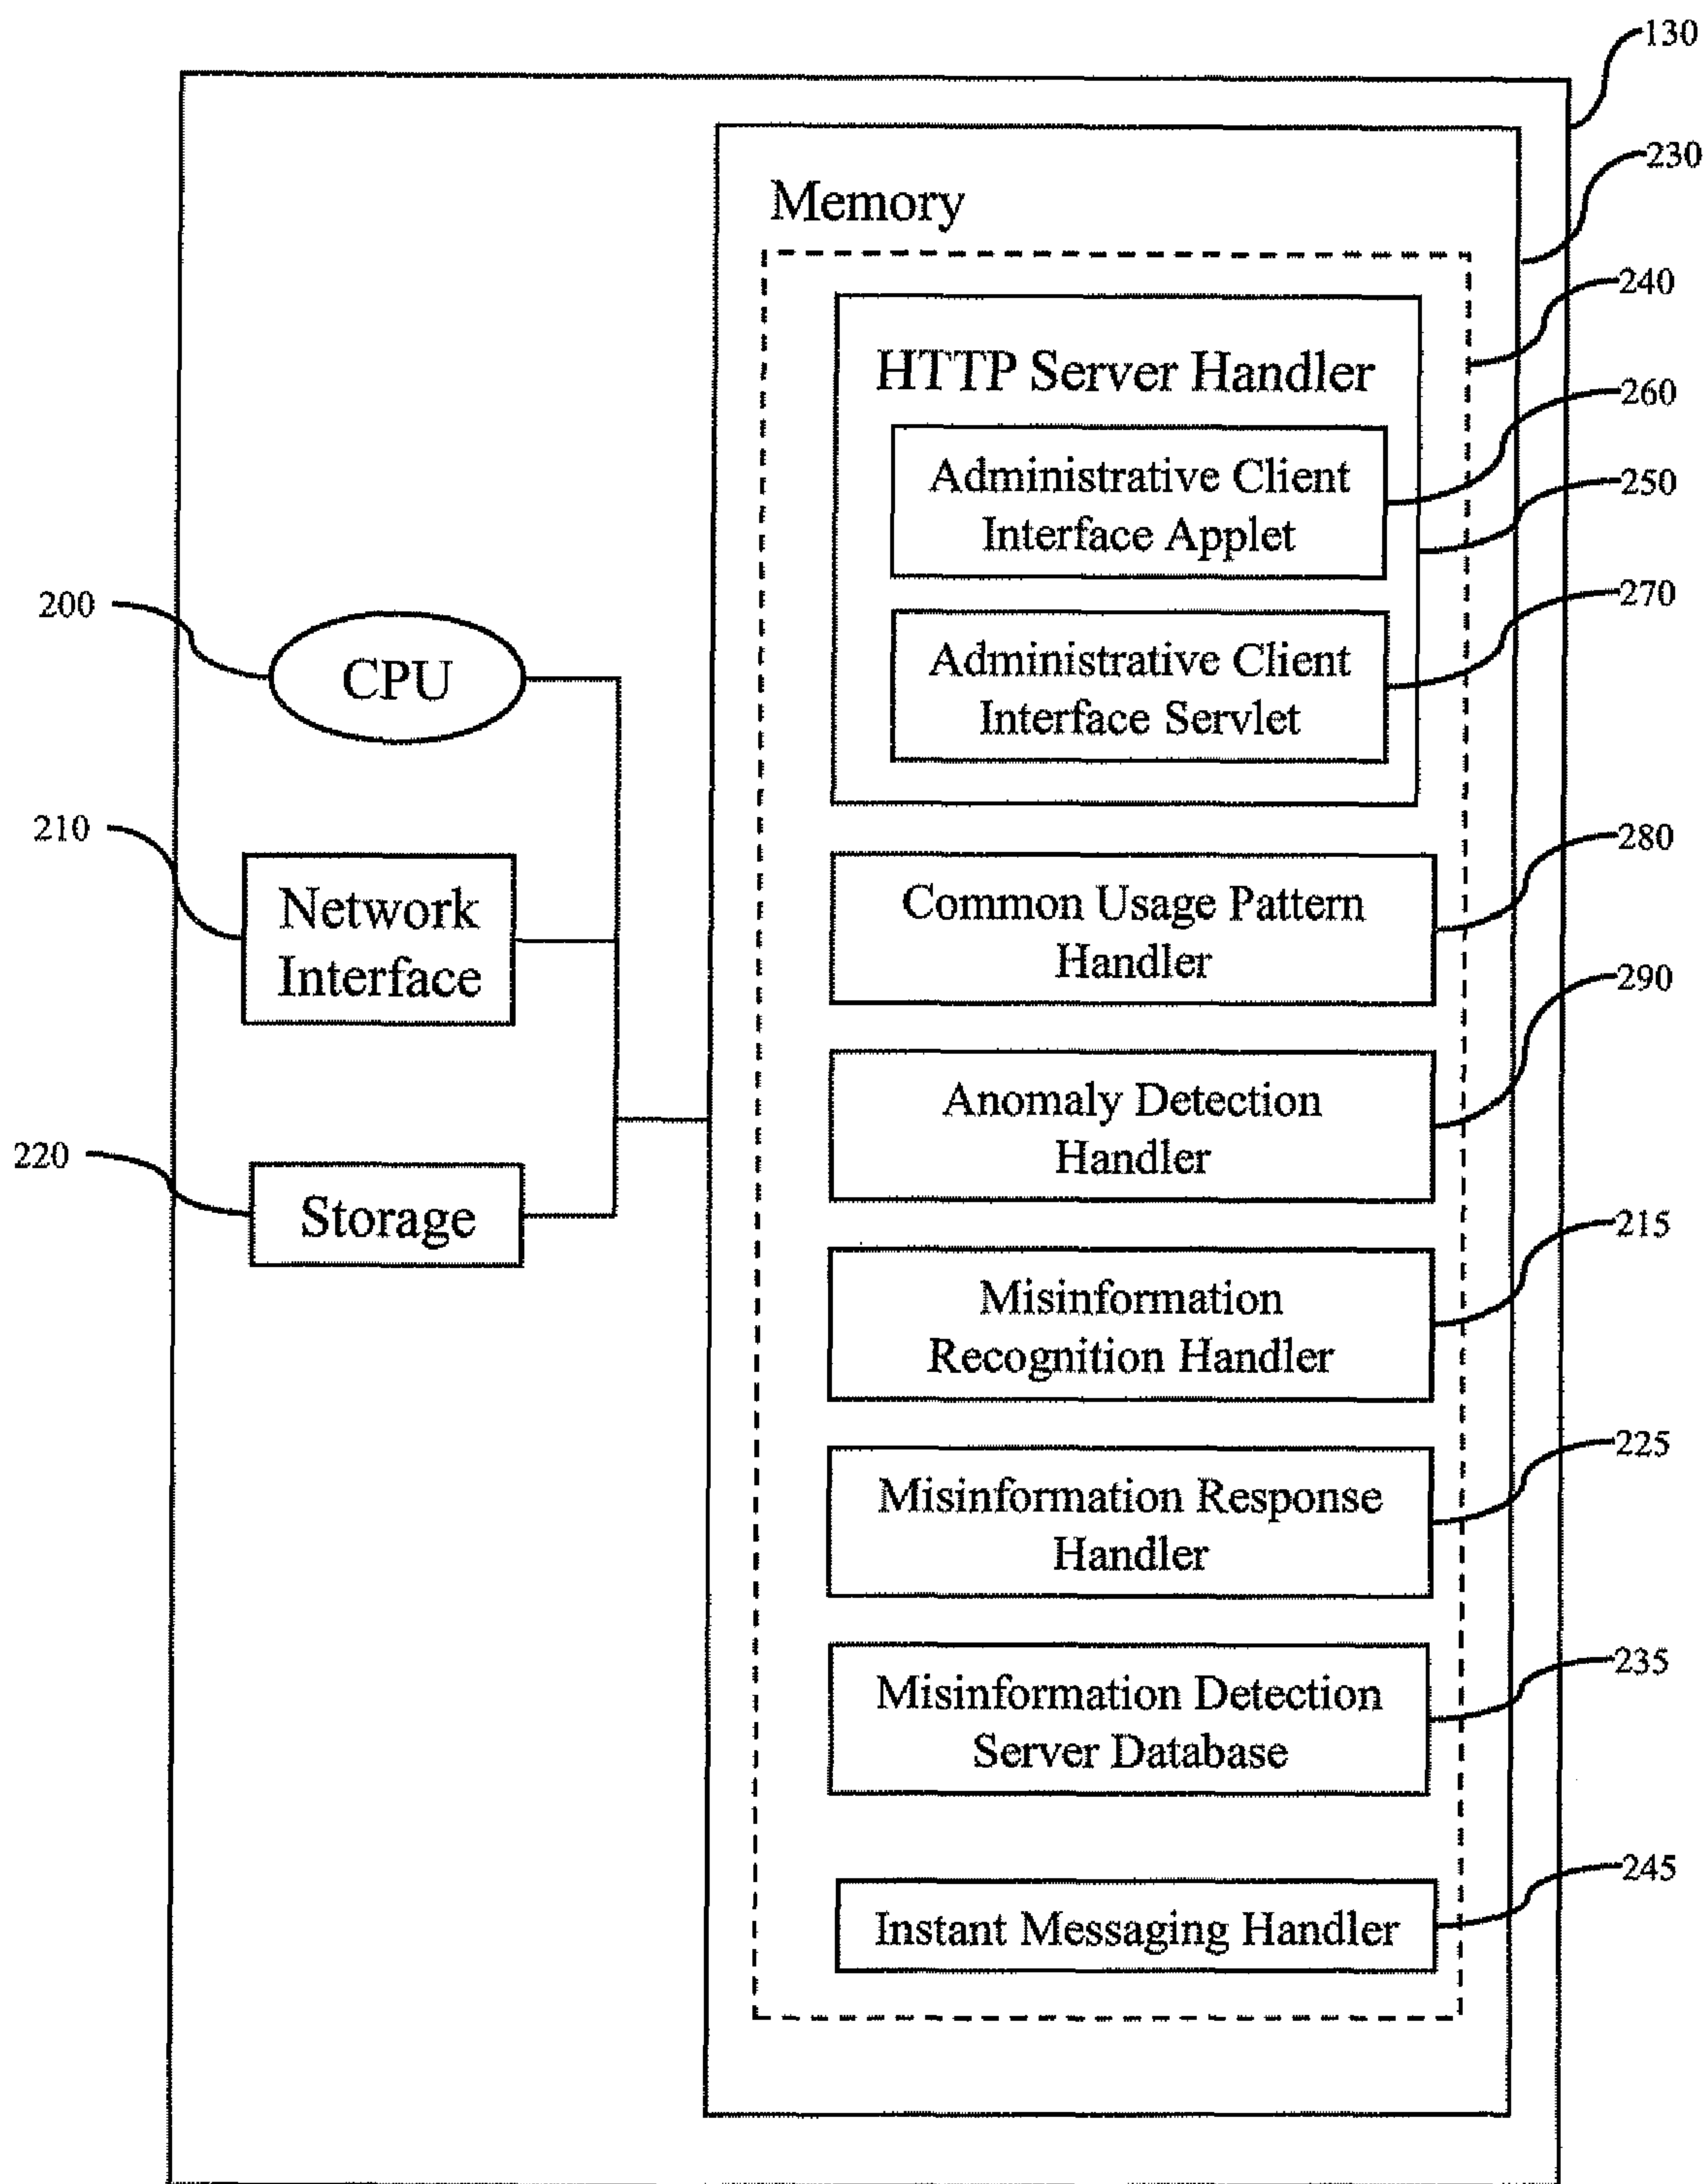 130
230
Memory
240
HTTP Server Handler
260
Administrative Client
Interface Applet
250
270
Administrative Client
Interface Servlet
200
CPU
210
Network
Interface
280
Common Usage Pattern
Handler
290
Anomaly Detection
Handler
220
Storage
215
Misinformation
Recognition Handler
225
Misinformation Response
Handler
235
Misinformation Detection
Server Database
245
Instant Messaging Handler